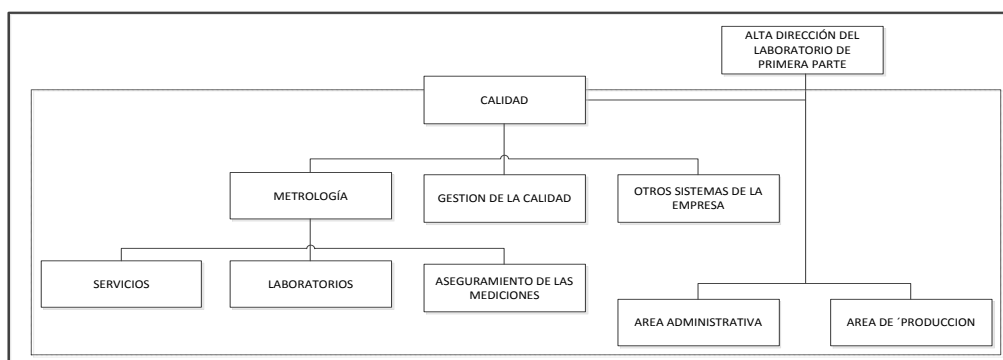 ALTA DIRECCIÓN DEL
LABORATORIO DE
PRIMERA PARTE
CALIDAD
METROLOGÍA
GESTION DE LA CALIDAD
OTROS SISTEMAS DE LA
EMPRESA
SERVICIOS
LABORATORIOS
ASEGURAMIENTO DE LAS
MEDICIONES
AREA ADMINISTRATIVA
AREA DE ´PRODUCCION